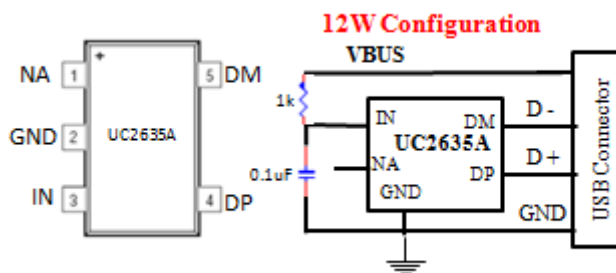 12W Configuration
VBUS
NA 1
5 DM
GND 2
UC2635A
IN 3
4 DP
1k
0.1uF
IN
DM
UC2635A
NA
DP
GND
D -
D +
GND
USB Connector